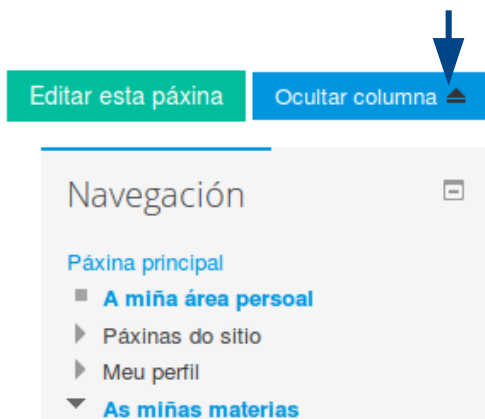 Editar esta páxina
Ocultar columna
Navegación
Páxina principal
A miña área persoal
Páxinas do sitio
Meu perfil
As miñas materias